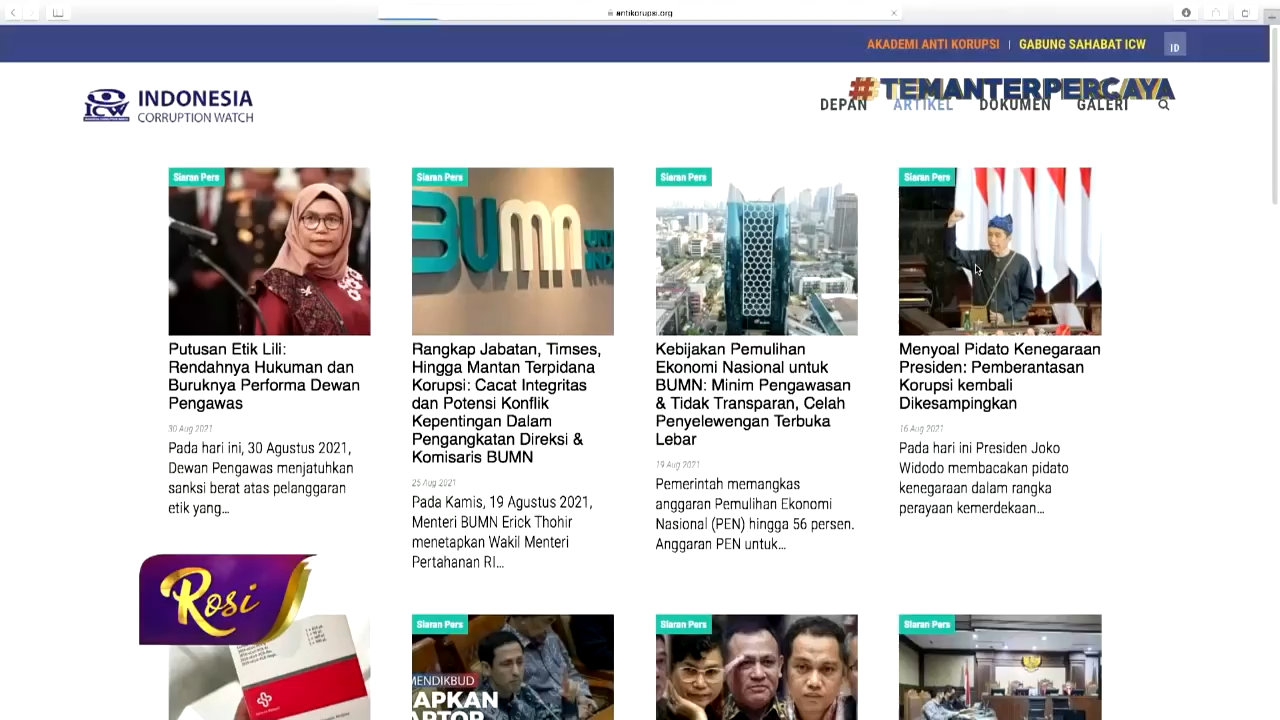 antikorupsi.org
AKADEMI ANTI KORUPSI | GABUNG SAHABAT ICW ID
ICW INDONESIA
CORRUPTION WATCH
#TEMANTERPERCAYA
DEPAN ARTIKEL DOKUMEN GALERI
Siaran Pers
Putusan Etik Lili:
Rendahnya Hukuman dan
Buruknya Performa Dewan
Pengawas
30 Aug 2021
Pada hari ini, 30 Agustus 2021,
Dewan Pengawas menjatuhkan
sanksi berat atas pelanggaran
etik yang...
Siaran Pers
BUMN
Rangkap Jabatan, Timses,
Hingga Mantan Terpidana
Korupsi: Cacat Integritas
dan Potensi Konflik
Kepentingan Dalam
Pengangkatan Direksi &
Komisaris BUMN
25 Aug 2021
Pada Kamis, 19 Agustus 2021,
Menteri BUMN Erick Thohir
menetapkan Wakil Menteri
Pertahanan RI...
Siaran Pers
Kebijakan Pemulihan
Ekonomi Nasional untuk
BUMN: Minim Pengawasan
& Tidak Transparan, Celah
Penyelewengan Terbuka
Lebar
19 Aug 2021
Pemerintah memangkas
anggaran Pemulihan Ekonomi
Nasional (PEN) hingga 56 persen.
Anggaran PEN untuk...
Siaran Pers
Menyoal Pidato Kenegaraan
Presiden: Pemberantasan
Korupsi kembali
Dikesampingkan
16 Aug 2021
Pada hari ini Presiden Joko
Widodo membacakan pidato
kenegaraan dalam rangka
perayaan kemerdekaan...
Rosi
Siaran Pers
MENDIKBUD
APKAN
Siaran Pers
Siaran Pers